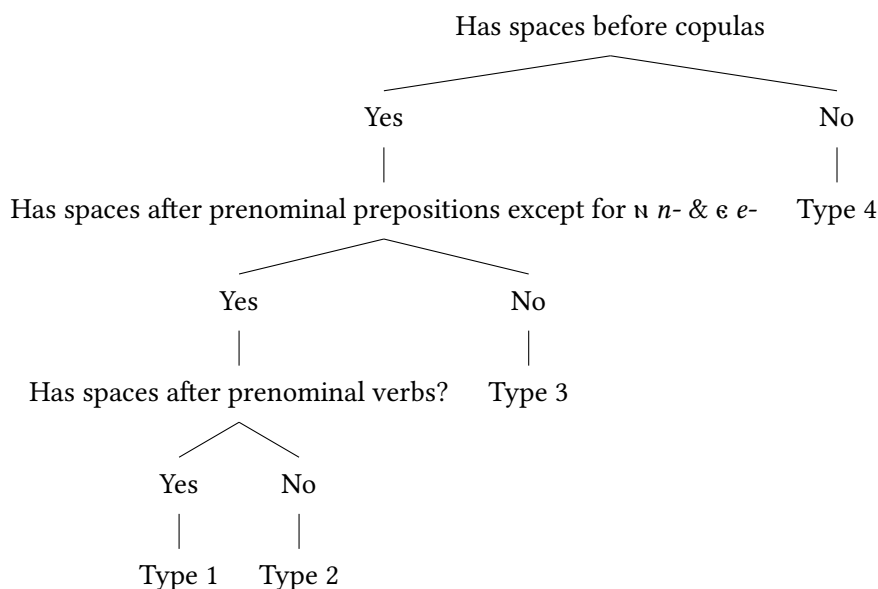 Has spaces before copulas
Yes No
Has spaces after prenominal prepositions except for ⲛ n- & ⲉ e- Type 4
Yes No
Has spaces after prenominal verbs? Type 3
Yes No
Type 1 Type 2